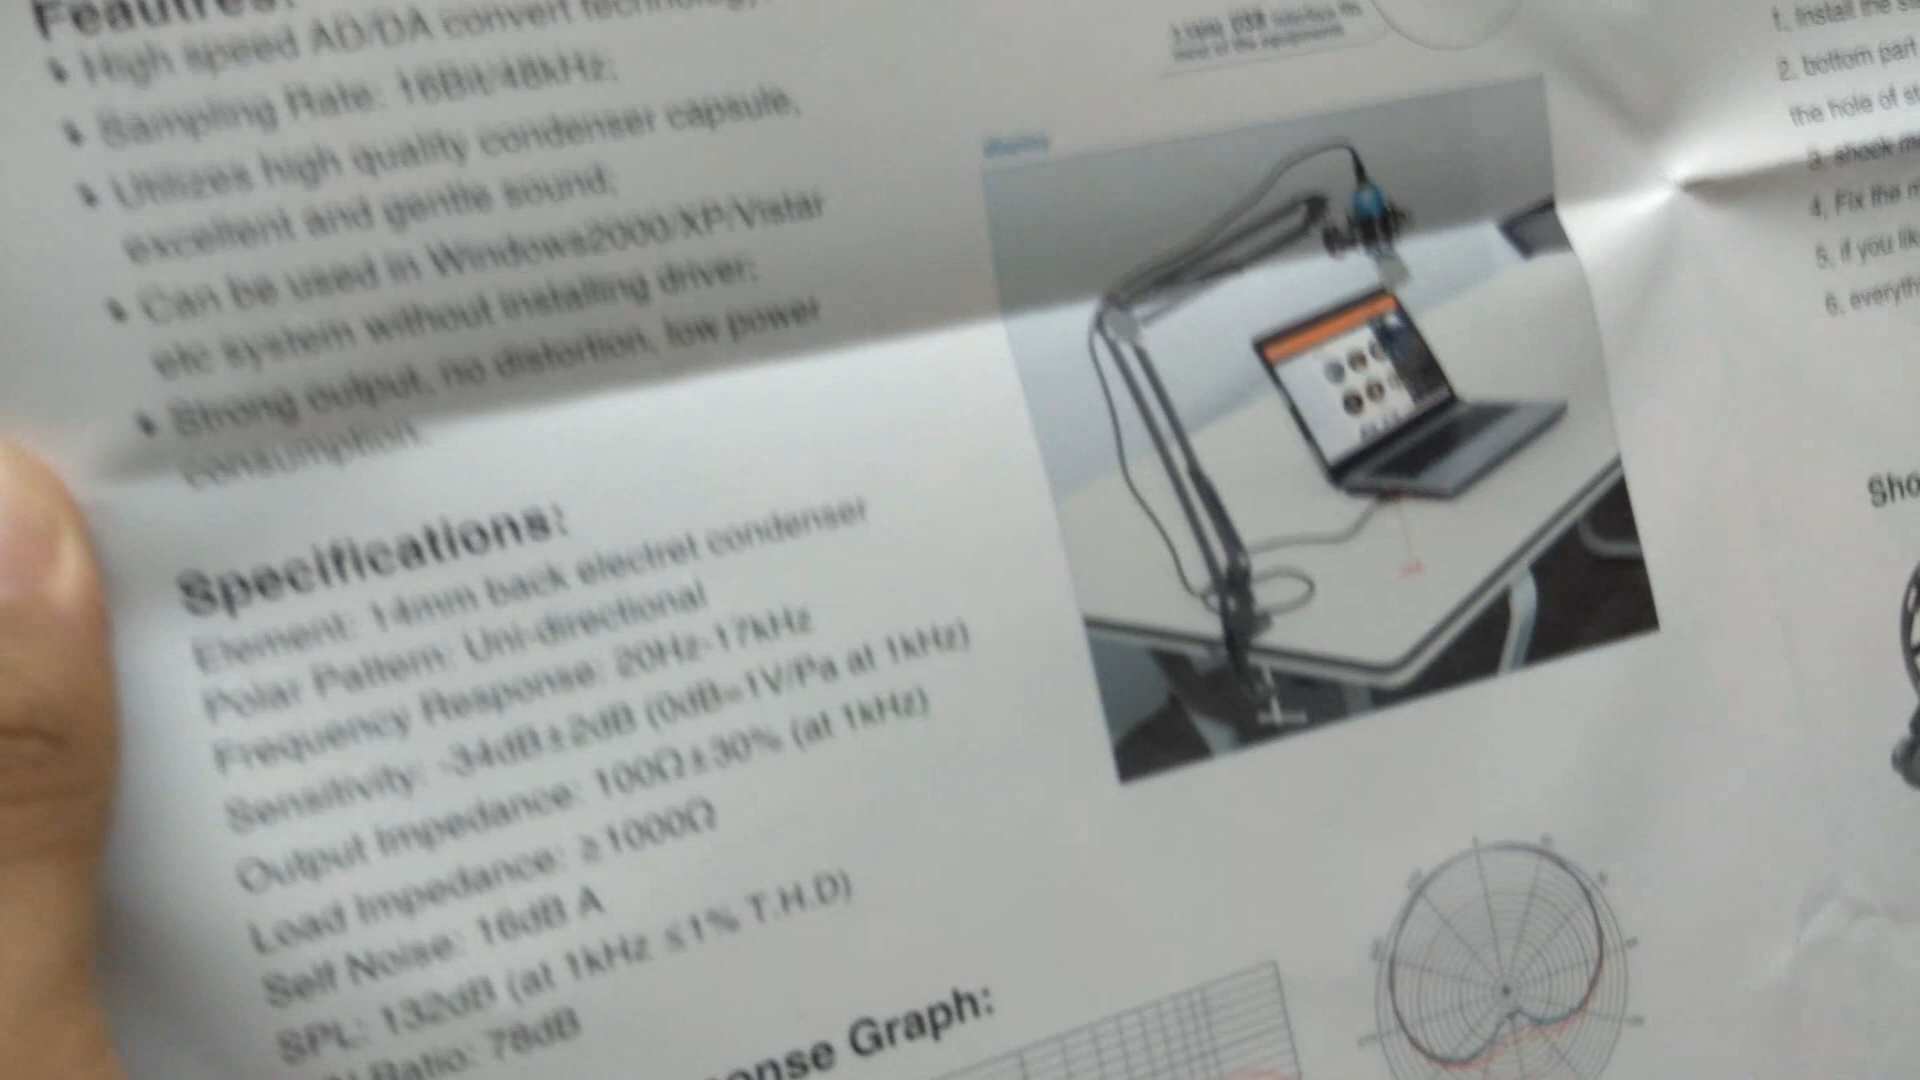 Feautres:
High speed AD/DA convert technology
Sampling Rate: 16Bit/48kHz;
Utilizes high quality condenser capsule,
excellent and gentle sound;
Can be used in Windows2000/XP/Vistar
etc system without installing driver;
Strong output, no distortion, low power
consumption.
Specifications:
Element: 14mm back electret condenser
Polar Pattern: Uni-directional
Frequency Response: 20Hz-17kHz
Sensitivity: -34dB±2dB (0dB=1V/Pa at 1kHz)
Output Impedance: 100Ω±30% (at 1kHz)
Load Impedance: ≥1000Ω
Self Noise: 16dB A
SPL: 132dB (at 1kHz ≤1% T.H.D)
Ratio: 78dB
onse Graph:
1. Install the
2. bottom part
the hole of
3. shock
4. Fix the
5. if you
6.
Sho